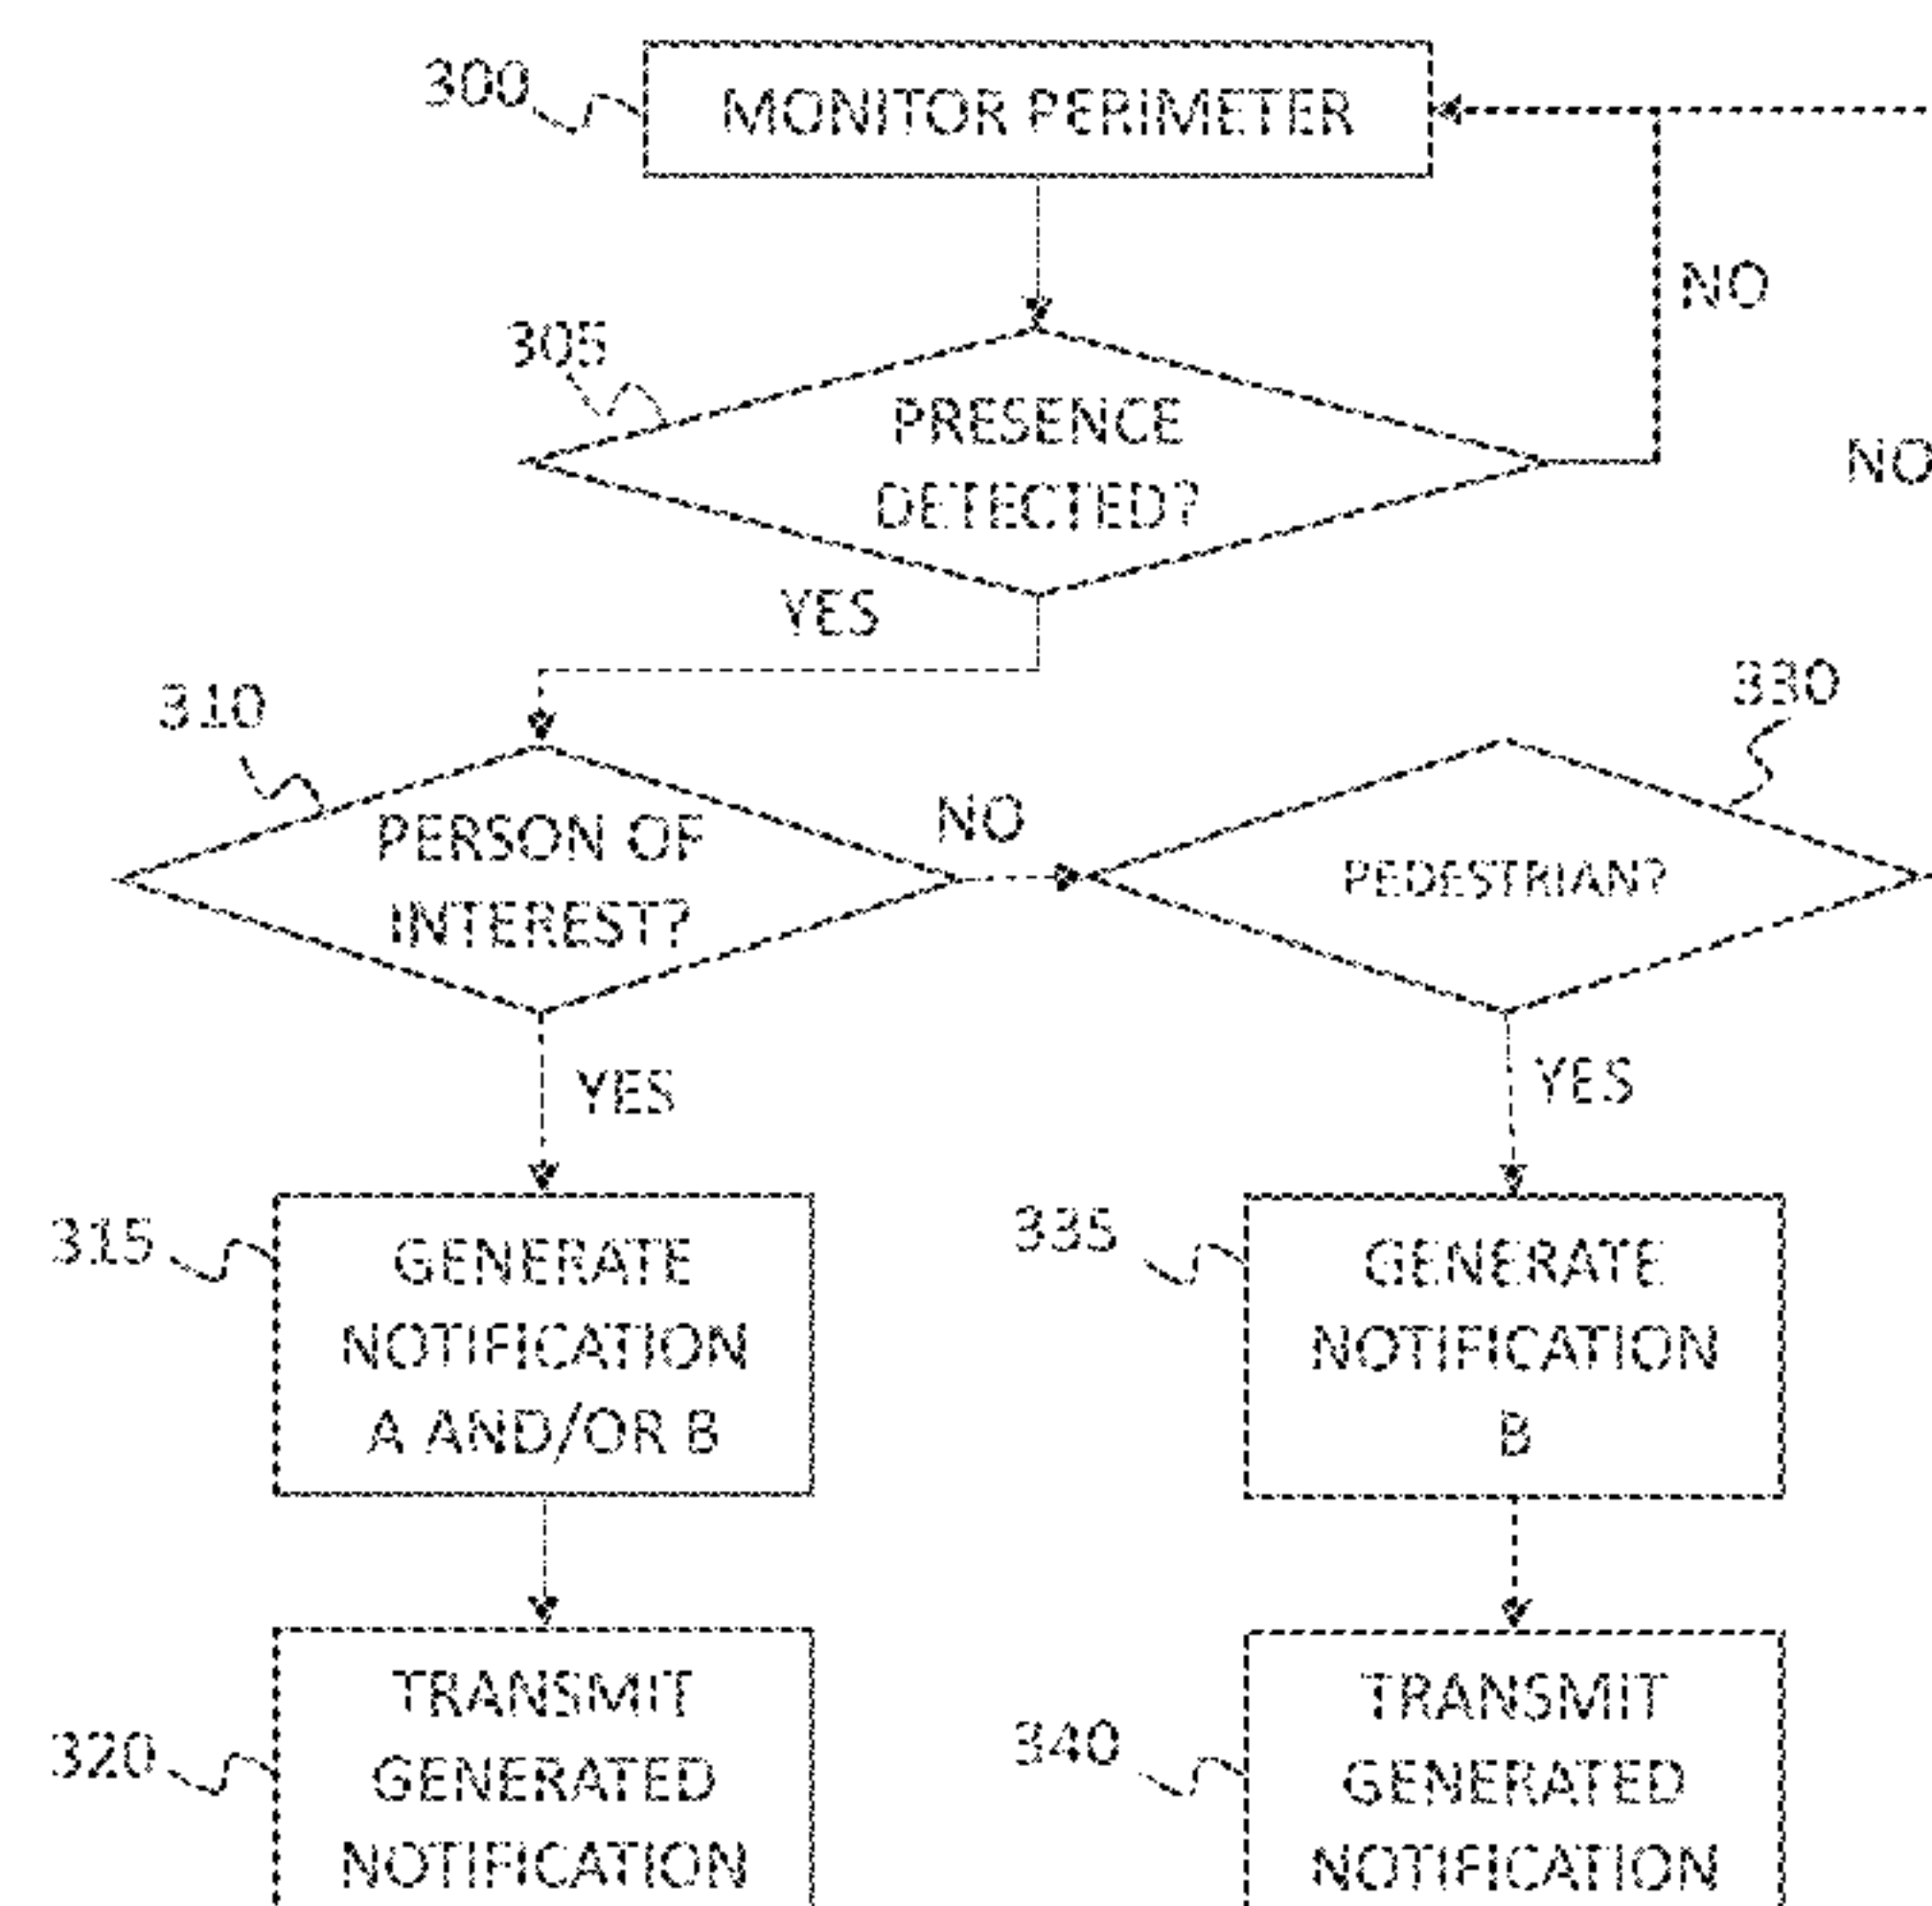 300
MONITOR PERIMETER
NO
305
PRESENCE
DETECTED?
NO
YES
310
330
PERSON OF
INTEREST?
NO
PEDESTRIAN?
YES
YES
315
GENERATE
NOTIFICATION
A AND/OR B
335
GENERATE
NOTIFICATION
B
320
TRANSMIT
GENERATED
NOTIFICATION
340
TRANSMIT
GENERATED
NOTIFICATION